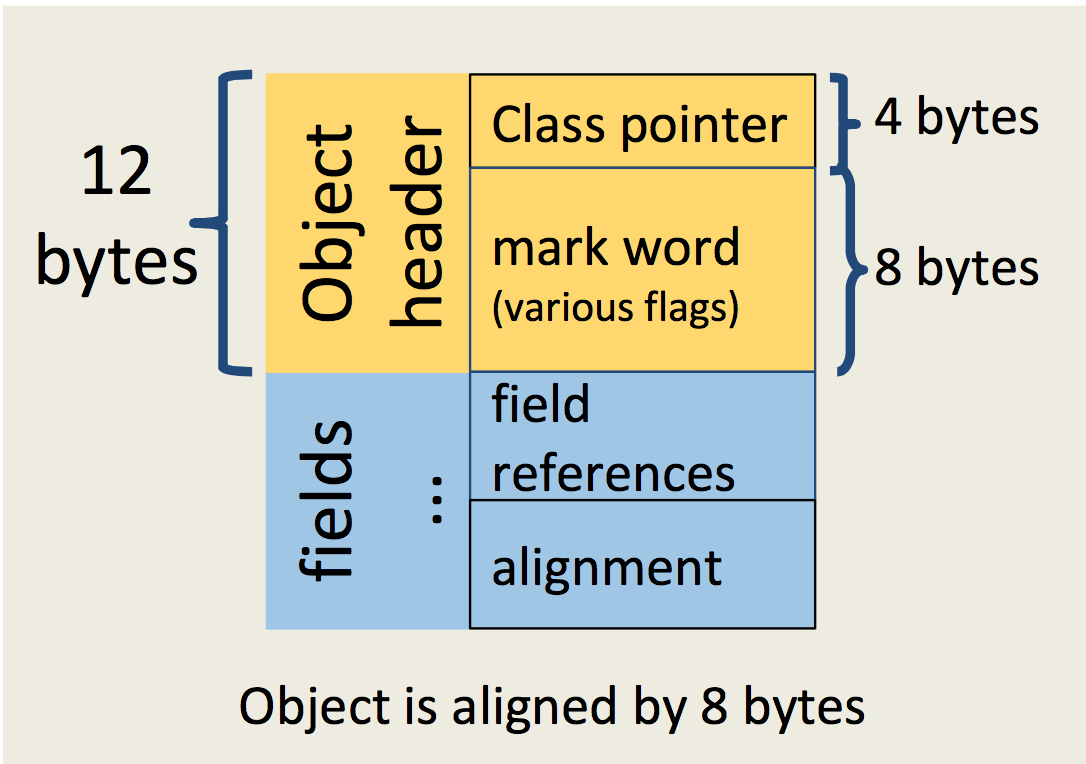 12
bytes
Object
header
Class pointer
4 bytes
mark word
(various flags)
8 bytes
fields
...
field
references
alignment
Object is aligned by 8 bytes